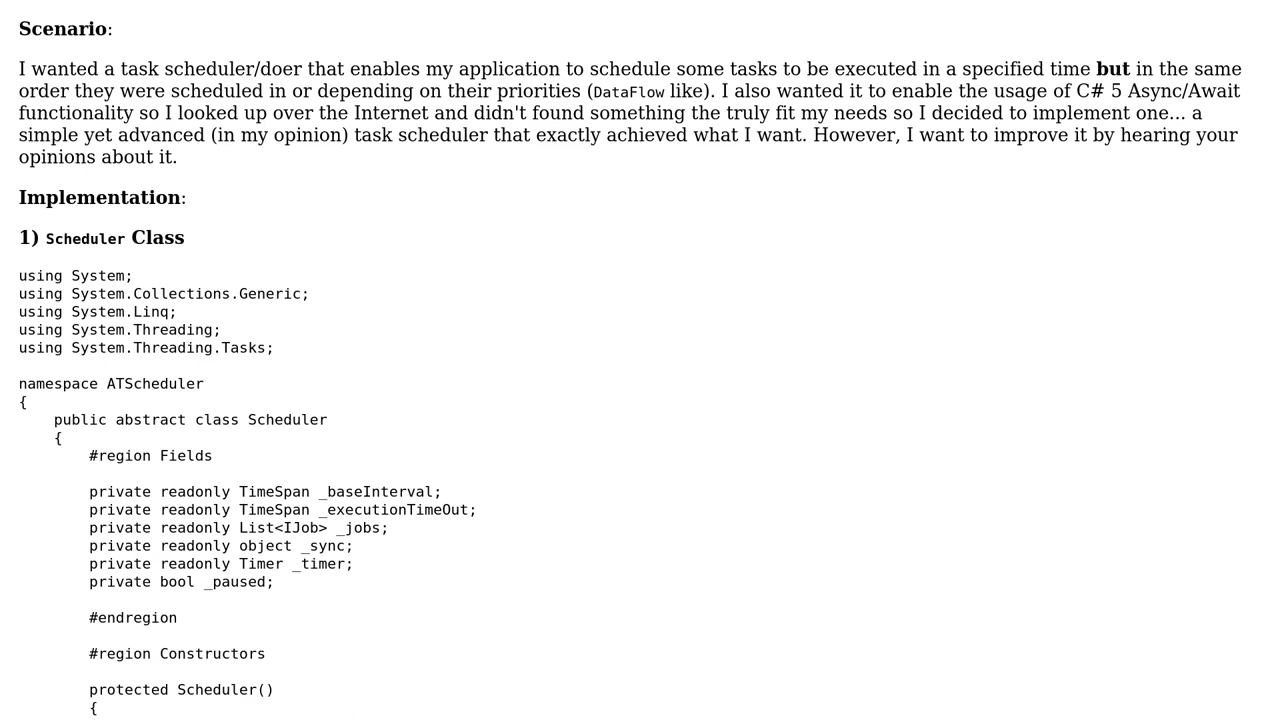 Scenario:
I wanted a task scheduler/doer that enables my application to schedule some tasks to be executed in a specified time but in the same
order they were scheduled in or depending on their priorities (DataFlow like). I also wanted it to enable the usage of C# 5 Async/Await
functionality so I looked up over the Internet and didn't found something the truly fit my needs so I decided to implement one... a
simple yet advanced (in my opinion) task scheduler that exactly achieved what I want. However, I want to improve it by hearing your
opinions about it.
Implementation:
1) Scheduler Class
using System;
using System.Collections.Generic;
using System.Linq;
using System.Threading;
using System.Threading.Tasks;
namespace ATScheduler
{
    public abstract class Scheduler
    {
        #region Fields
        private readonly TimeSpan _baseInterval;
        private readonly TimeSpan _executionTimeOut;
        private readonly List<IJob> _jobs;
        private readonly object _sync;
        private readonly Timer _timer;
        private bool _paused;
        #endregion
        #region Constructors
        protected Scheduler()
        {